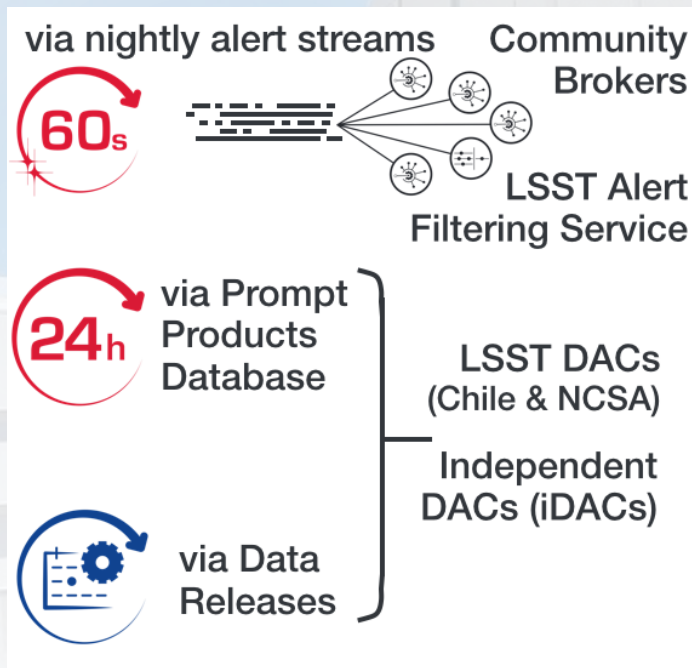 via nightly alert streams
Community
Brokers
60s
LSST Alert
Filtering Service
24h
via Prompt
Products
Database
LSST DACs
(Chile & NCSA)
Independent
DACs (iDACs)
via Data
Releases